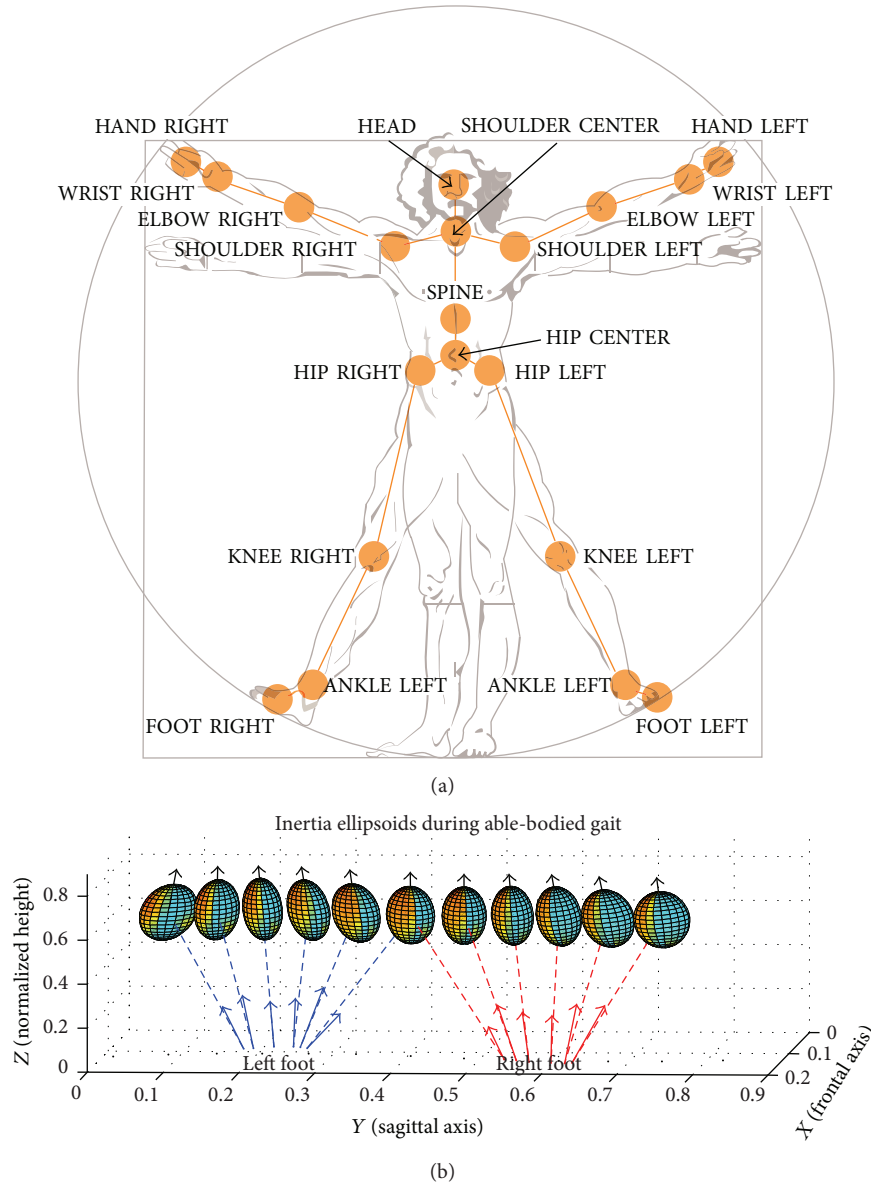 HAND RIGHT
HEAD
SHOULDER CENTER
HAND LEFT
WRIST RIGHT
WRIST LEFT
ELBOW RIGHT
ELBOW LEFT
SHOULDER RIGHT
SHOULDER LEFT
SPINE
HIP CENTER
HIP RIGHT
HIP LEFT
KNEE RIGHT
KNEE LEFT
ANKLE LEFT
ANKLE LEFT
FOOT RIGHT
FOOT LEFT
(a)
Inertia ellipsoids during able-bodied gait
Z (normalized height)
0.8
0.6
0.4
0.2
0
Left foot
Right foot
0
0.1
0.2
0
0.1
0.2
0.3
0.4
0.5
0.6
0.7
0.8
0.9
Y (sagittal axis)
X (frontal axis)
(b)